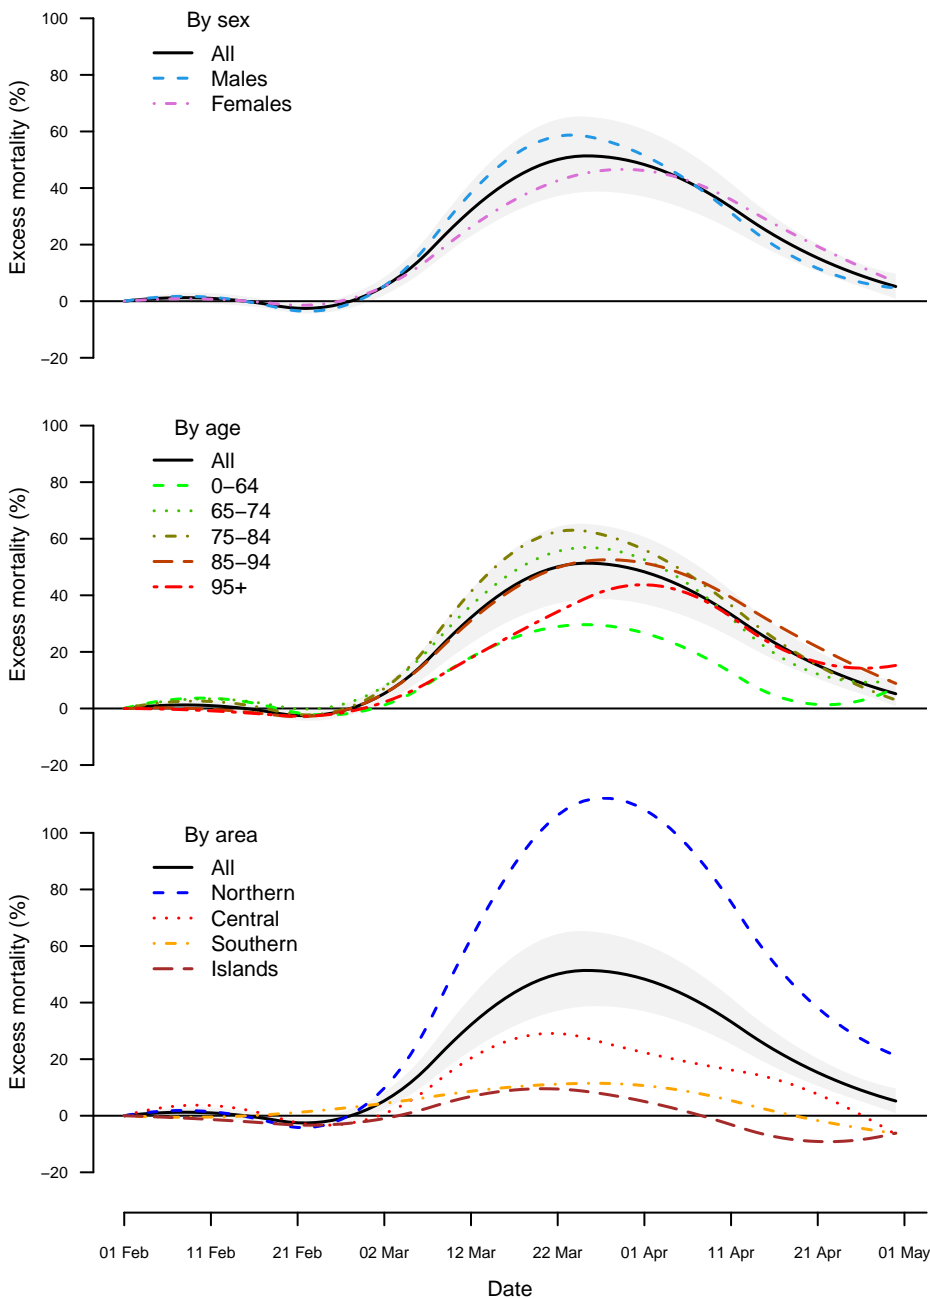 By sex
All
Males
Females
Excess mortality (%)
100
80
60
40
20
0
−20
By age
All
0−64
65−74
75−84
85−94
95+
Excess mortality (%)
100
80
60
40
20
0
−20
By area
All
Northern
Central
Southern
Islands
Excess mortality (%)
100
80
60
40
20
0
−20
01 Feb 11 Feb 21 Feb 02 Mar 12 Mar 22 Mar 01 Apr 11 Apr 21 Apr 01 May
Date